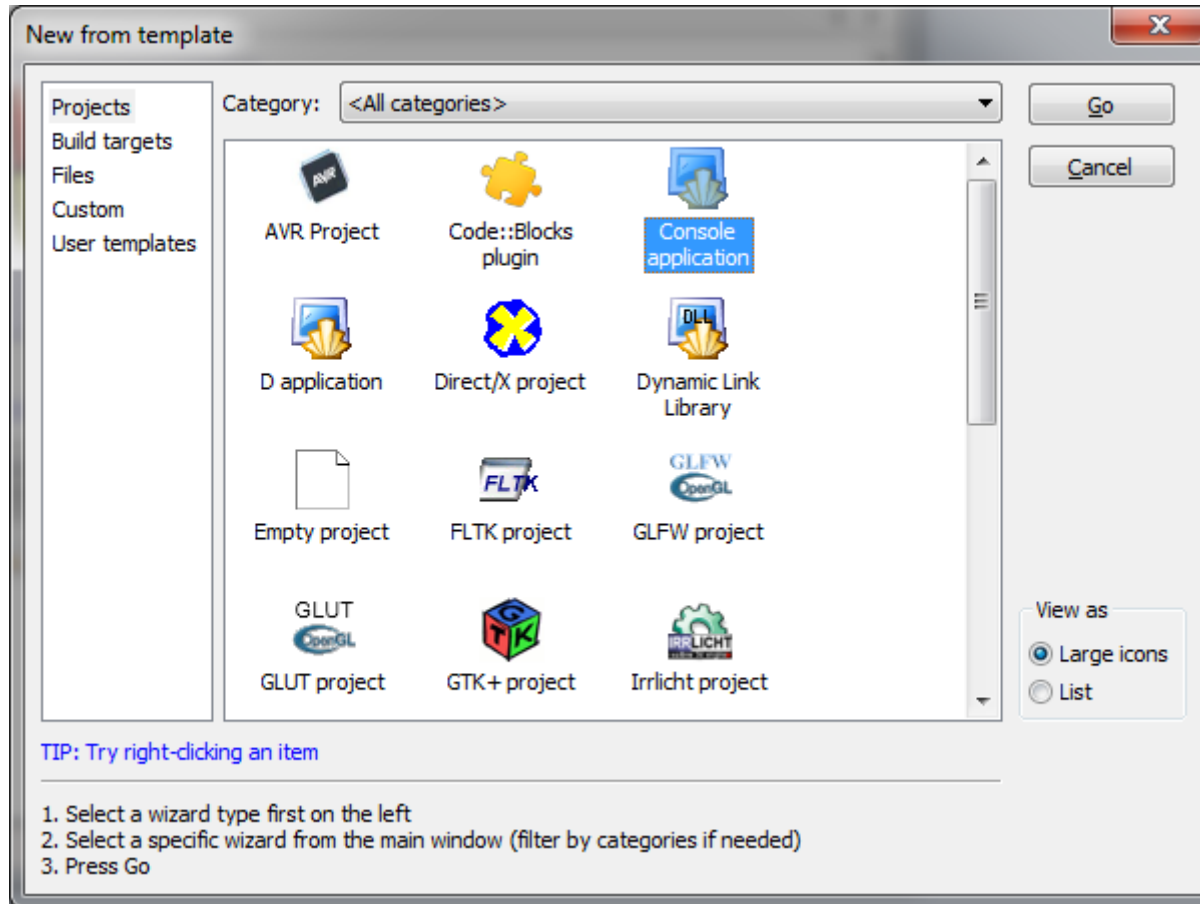 New from template
Projects
Build targets
Files
Custom
User templates
Category:
<All categories>
Go
Cancel
AVR
AVR Project
Code::Blocks
plugin
Console
application
D application
Direct/X project
DLL
Dynamic Link
Library
Empty project
FLTK
FLTK project
GLFW
OpenGL
GLFW project
GLUT
OpenGL
GLUT project
GTK
GTK+ project
IRRLICHT
Irrlicht project
View as
Large icons
List
TIP: Try right-clicking an item
1. Select a wizard type first on the left
2. Select a specific wizard from the main window (filter by categories if needed)
3. Press Go